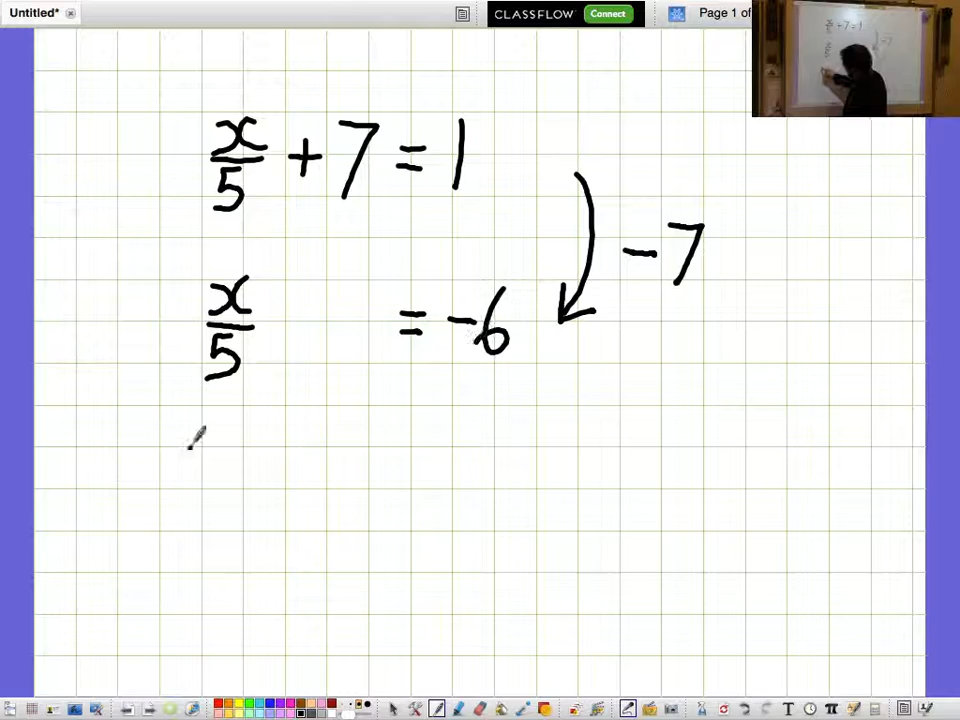 Untitled* CLASSFLOW Connect Page 1 of
x/5 + 7 = 1
- 7
x/5 = -6